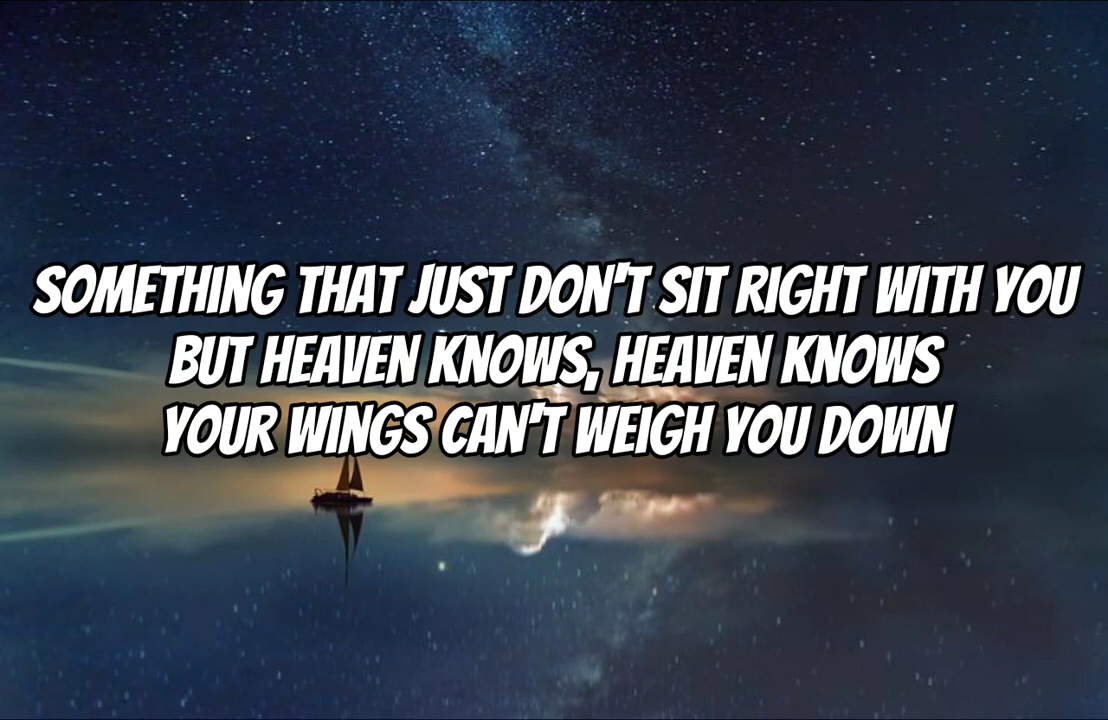 SOMETHING THAT JUST DON'T SIT RIGHT WITH YOU
BUT HEAVEN KNOWS, HEAVEN KNOWS
YOUR WINGS CAN'T WEIGH YOU DOWN